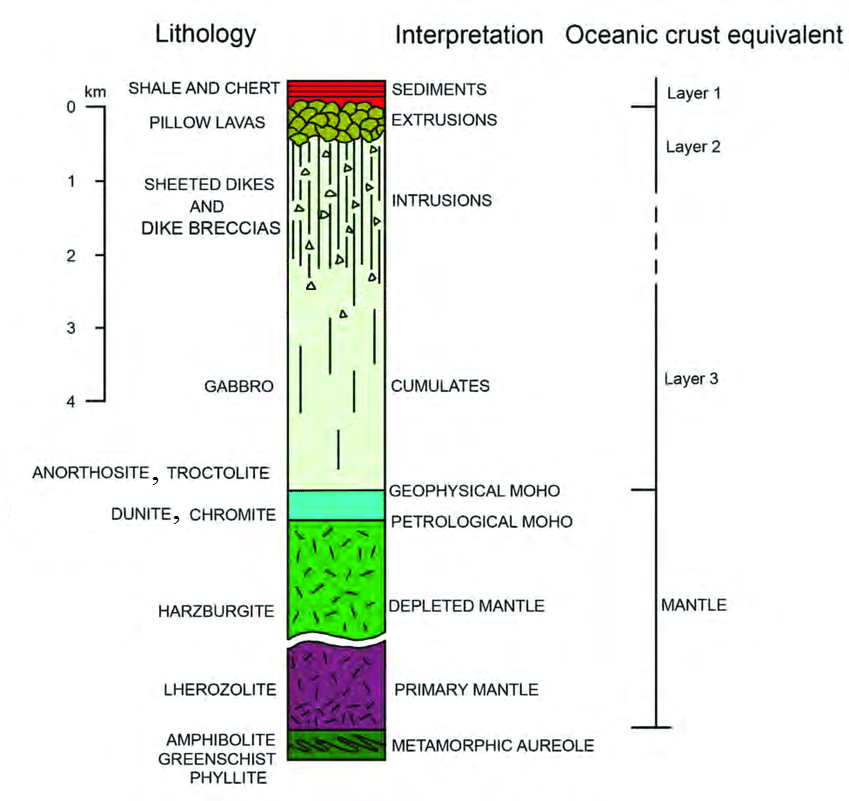 Lithology
Interpretation
Oceanic crust equivalent
km
SHALE AND CHERT
SEDIMENTS
Layer 1
0
PILLOW LAVAS
EXTRUSIONS
Layer 2
1
SHEETED DIKES
AND
DIKE BRECCIAS
INTRUSIONS
2
3
GABBRO
CUMULATES
Layer 3
4
ANORTHOSITE, TROCTOLITE
GEOPHYSICAL MOHO
DUNITE, CHROMITE
PETROLOGICAL MOHO
HARZBURGITE
DEPLETED MANTLE
MANTLE
LHEROZOLITE
PRIMARY MANTLE
AMPHIBOLITE
GREENSCHIST
PHYLLITE
METAMORPHIC AUREOLE